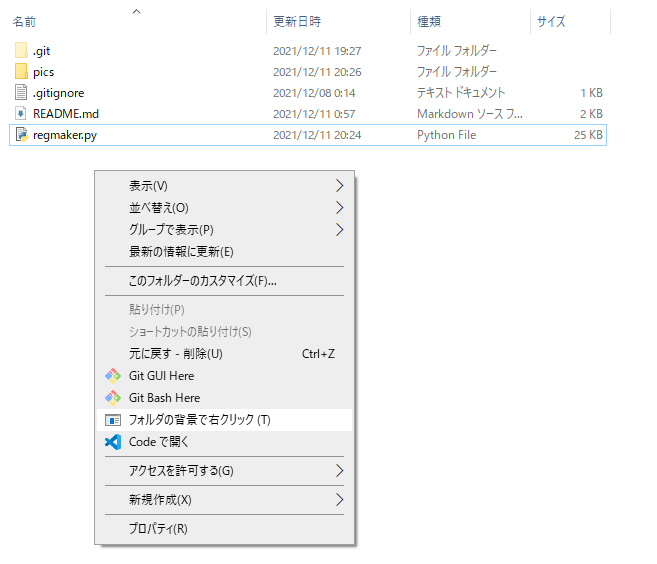 名前 更新日時 種類 サイズ
.git 2021/12/11 19:27 ファイル フォルダー
pics 2021/12/11 20:26 ファイル フォルダー
.gitignore 2021/12/08 0:14 テキスト ドキュメント 1 KB
README.md 2021/12/11 0:57 Markdown ソース フ... 2 KB
regmaker.py 2021/12/11 20:24 Python File 25 KB
表示(V)
並べ替え(O)
グループで表示(P)
最新の情報に更新(E)
このフォルダーのカスタマイズ(F)...
貼り付け(P)
ショートカットの貼り付け(S)
元に戻す - 削除(U) Ctrl+Z
Git GUI Here
Git Bash Here
フォルダの背景で右クリック (T)
Code で開く
アクセスを許可する(G)
新規作成(X)
プロパティ(R)